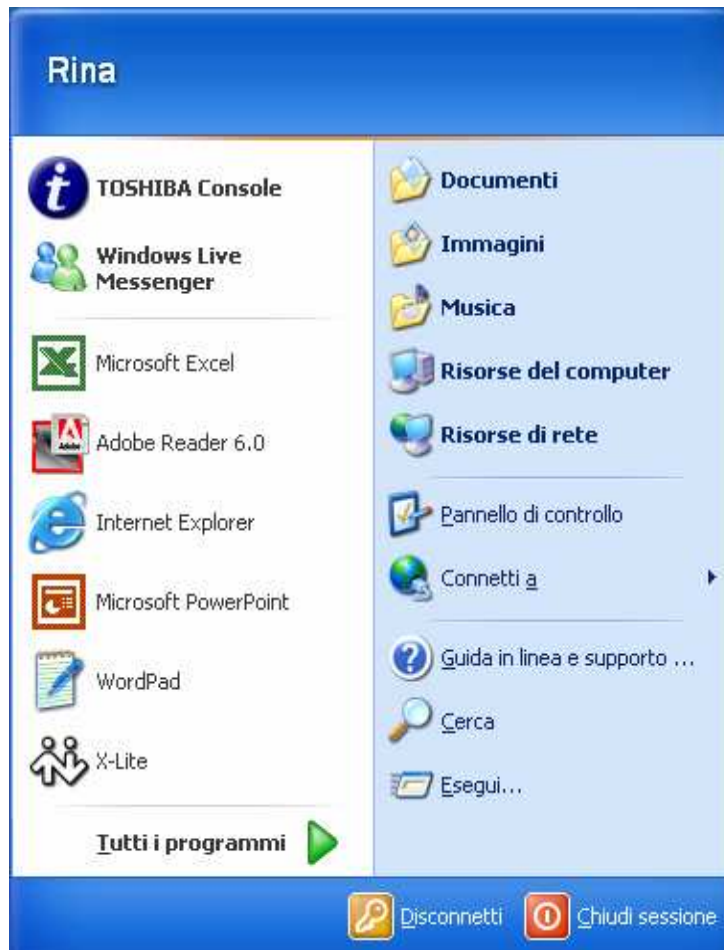 Rina
TOSHIBA Console
Windows Live
Messenger
Microsoft Excel
Adobe Reader 6.0
Internet Explorer
Microsoft PowerPoint
WordPad
X-Lite
Tutti i programmi
Documenti
Immagini
Musica
Risorse del computer
Risorse di rete
Pannello di controllo
Connetti a
Guida in linea e supporto ...
Cerca
Esegui...
Disconnetti
Chiudi sessione